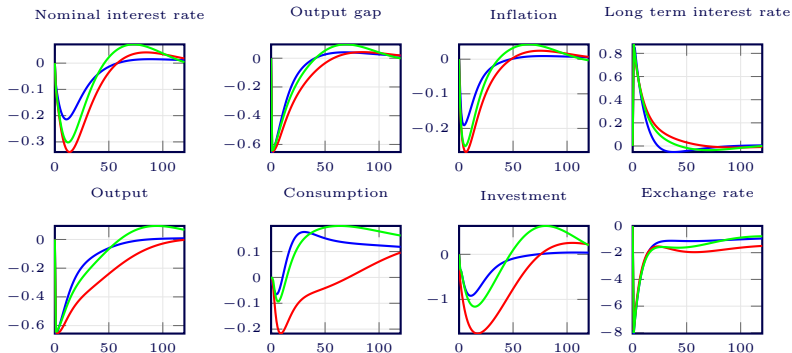 Nominal interest rate
Output gap
Inflation
Long term interest rate
0
−0.1
−0.2
−0.3
0 50 100
0
−0.2
−0.4
−0.6
0 50 100
0
−0.1
−0.2
0 50 100
0.8
0.6
0.4
0.2
0
0 50 100
Output
Consumption
Investment
Exchange rate
0
−0.2
−0.4
−0.6
0 50 100
0.1
0
−0.1
−0.2
0 50 100
0
−1
0 50 100
0
−2
−4
−6
−8
0 50 100